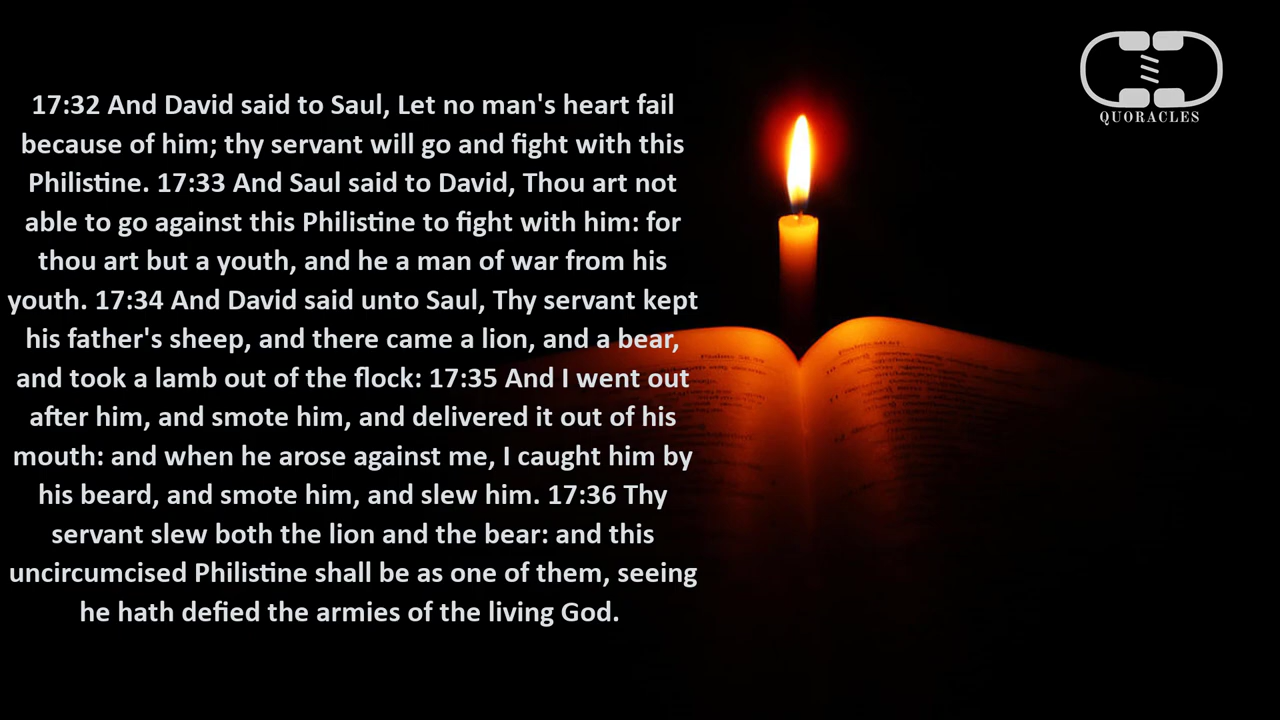 17:32 And David said to Saul, Let no man's heart fail
because of him; thy servant will go and fight with this
Philistine. 17:33 And Saul said to David, Thou art not
able to go against this Philistine to fight with him: for
thou art but a youth, and he a man of war from his
youth. 17:34 And David said unto Saul, Thy servant kept
his father's sheep, and there came a lion, and a bear,
and took a lamb out of the flock: 17:35 And I went out
after him, and smote him, and delivered it out of his
mouth: and when he arose against me, I caught him by
his beard, and smote him, and slew him. 17:36 Thy
servant slew both the lion and the bear: and this
uncircumcised Philistine shall be as one of them, seeing
he hath defied the armies of the living God.
QUORACLES